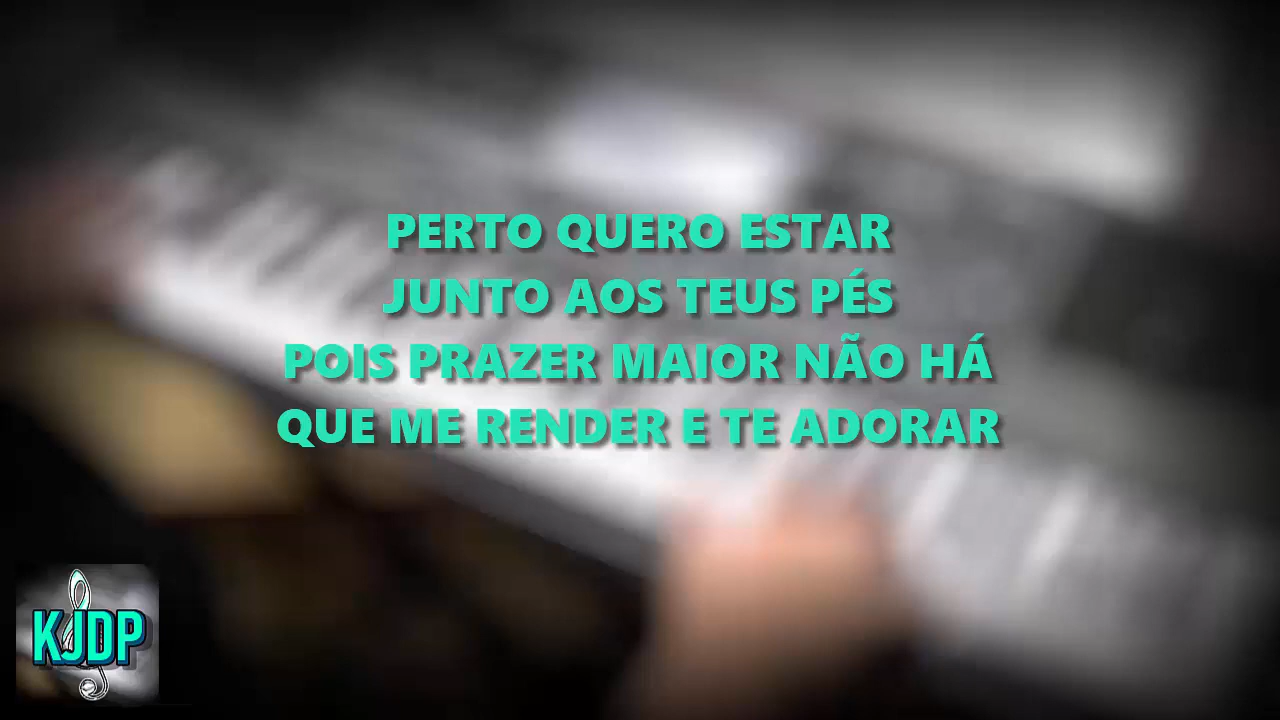 PERTO QUERO ESTAR
JUNTO AOS TEUS PÉS
POIS PRAZER MAIOR NÃO HÁ
QUE ME RENDER E TE ADORAR
KJDP